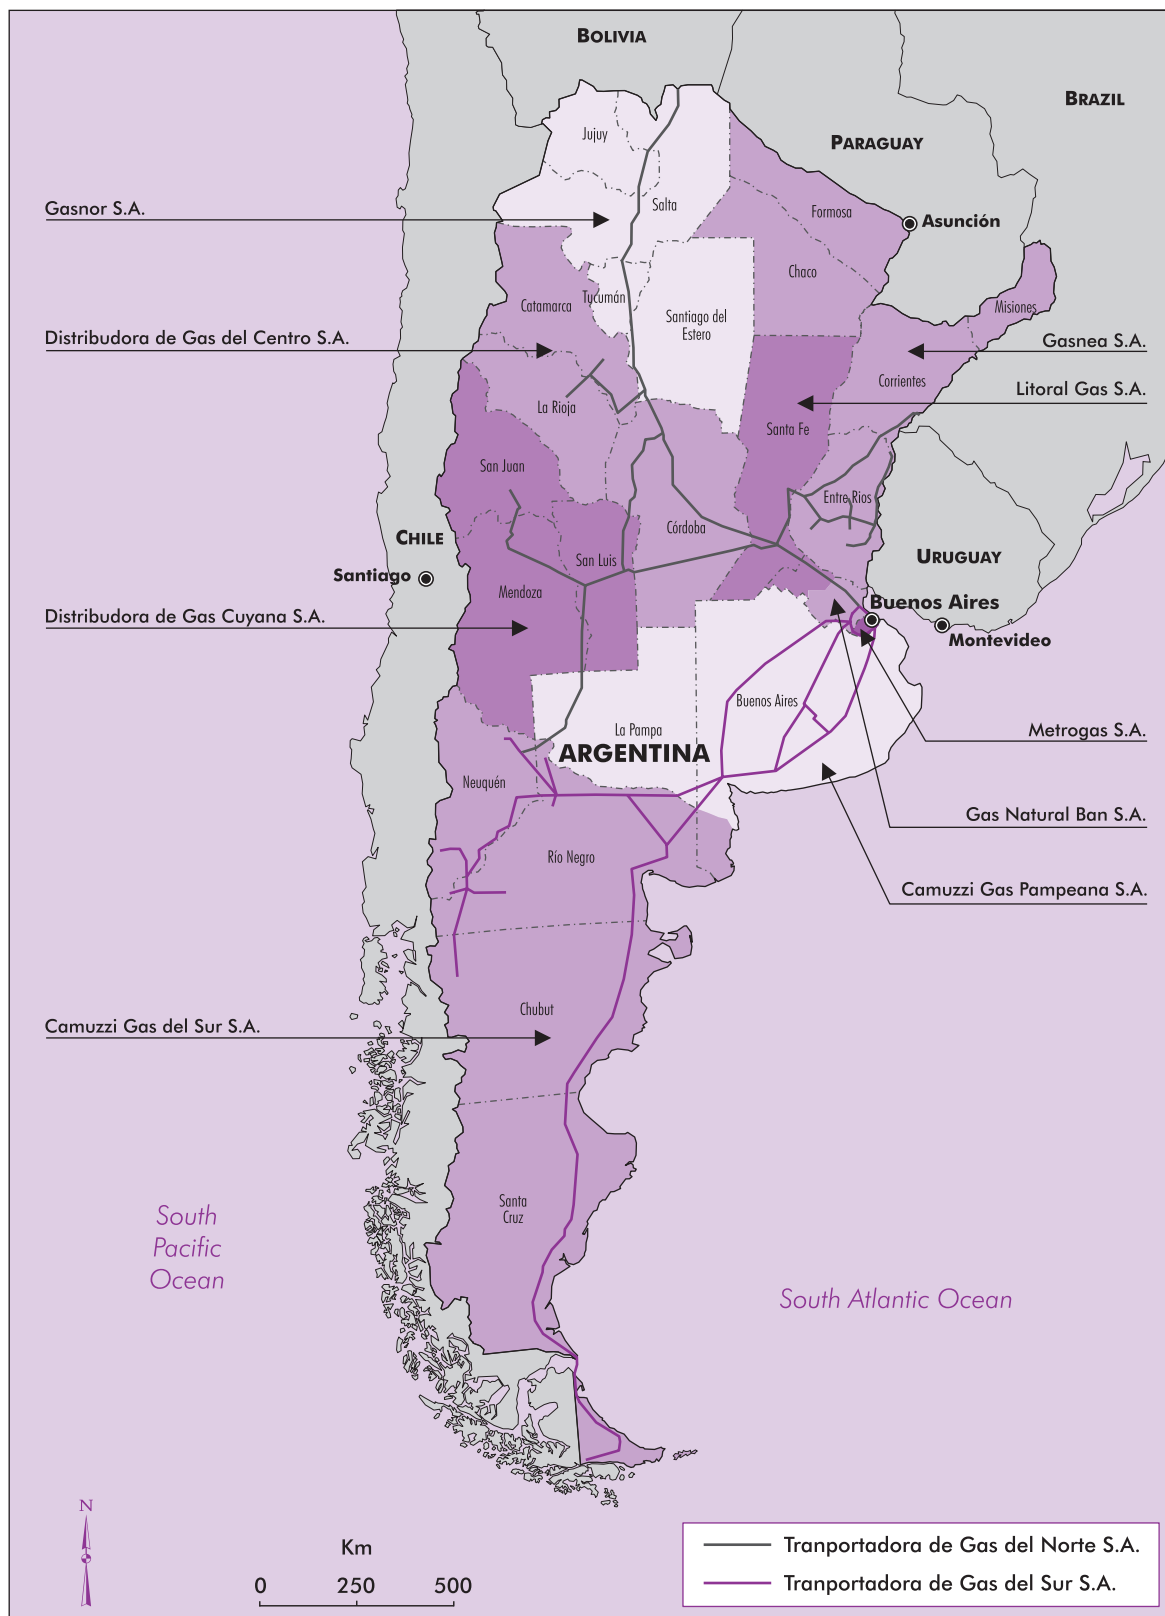 BOLIVIA
BRAZIL
Jujuy
PARAGUAY
Gasnor S.A.
Salta
Formosa
Asunción
Chaco
Catamarca
Tucumán
Santiago del
Estero
Misiones
Distribudora de Gas del Centro S.A.
Gasnea S.A.
Corrientes
Litoral Gas S.A.
La Rioja
Santa Fe
San Juan
Entre Rios
Córdoba
CHILE
San Luis
URUGUAY
Santiago
Mendoza
Buenos Aires
Distribudora de Gas Cuyana S.A.
Montevideo
Buenos Aires
La Pampa
Metrogas S.A.
ARGENTINA
Neuquén
Gas Natural Ban S.A.
Río Negro
Camuzzi Gas Pampeana S.A.
Chubut
Camuzzi Gas del Sur S.A.
Santa
Cruz
South
Pacific
Ocean
South Atlantic Ocean
N
Km
0 250 500
Tranportadora de Gas del Norte S.A.
Tranportadora de Gas del Sur S.A.